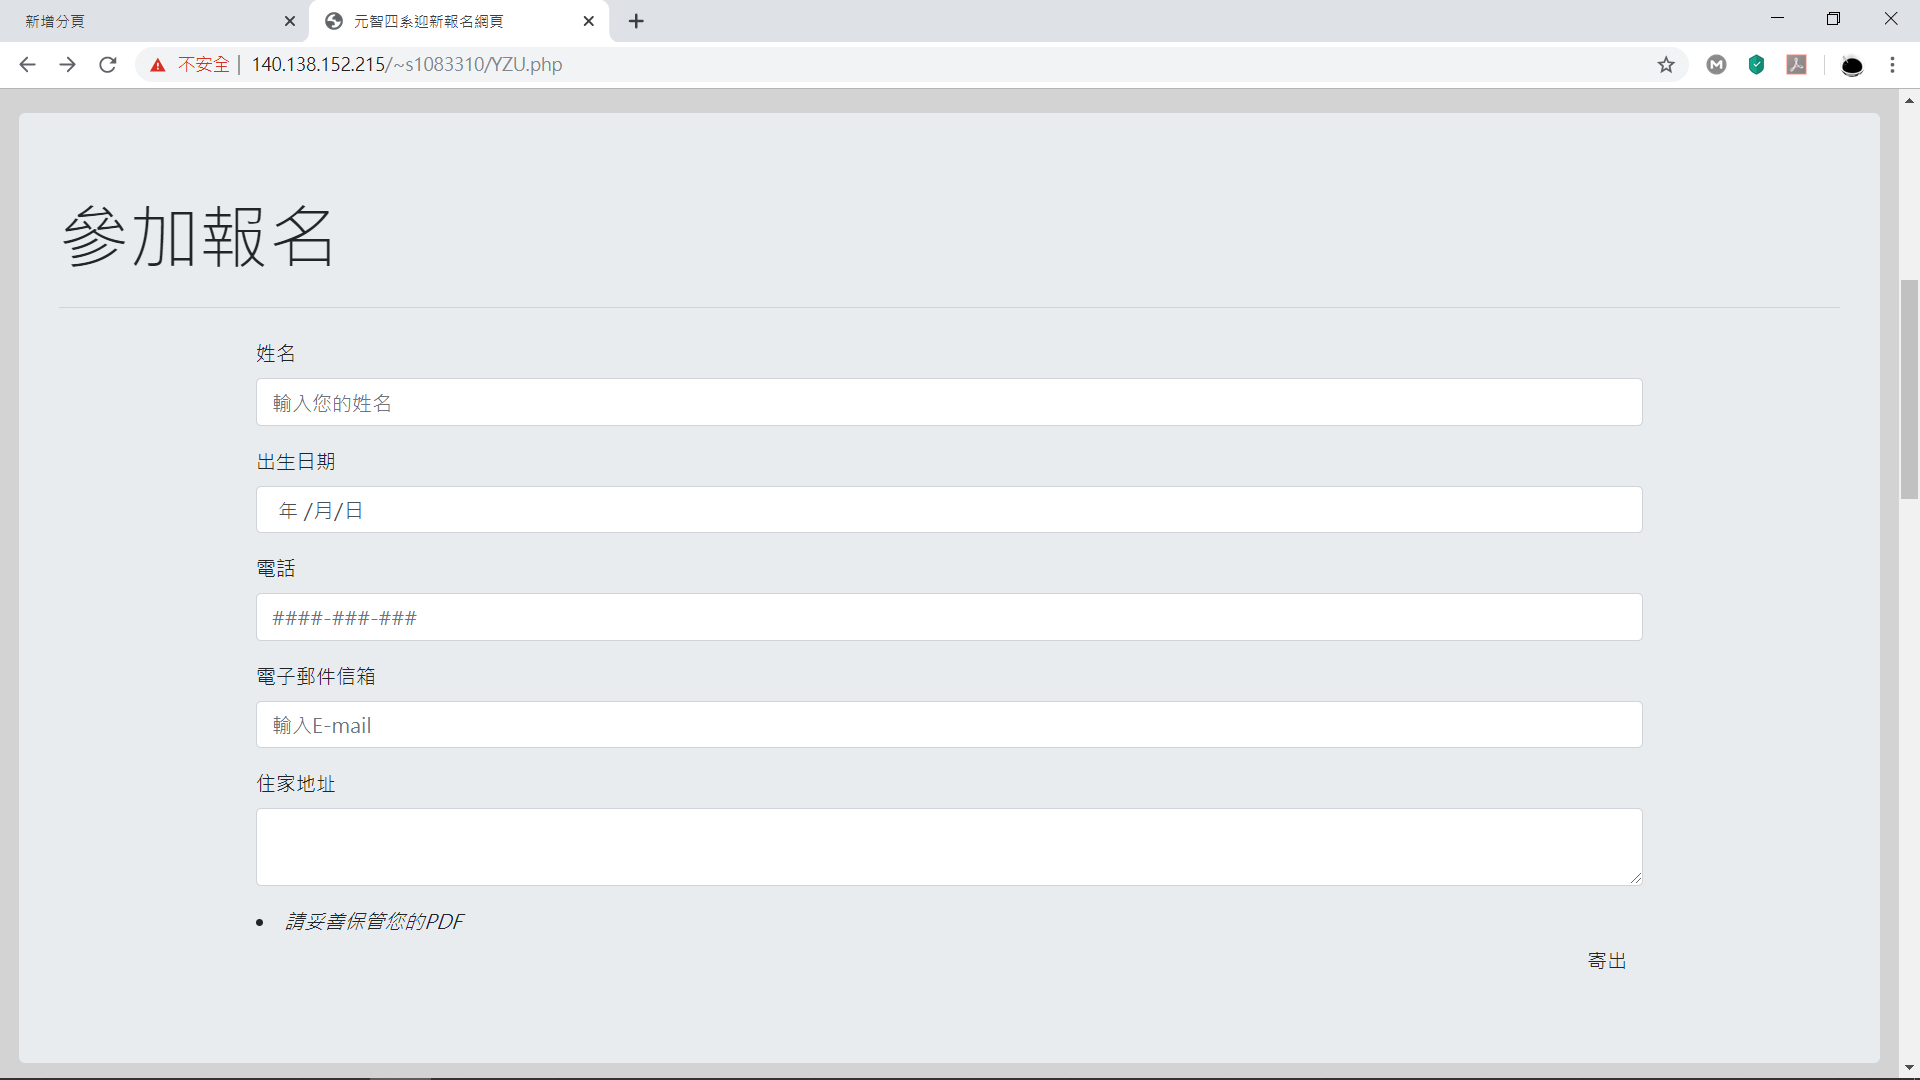 新增分頁
元智四系迎新報名網頁
不安全 | 140.138.152.215/~s1083310/YZU.php
參加報名
姓名
輸入您的姓名
出生日期
年 /月/日
電話
####-###-###
電子郵件信箱
輸入E-mail
住家地址
• 請妥善保管您的PDF
寄出